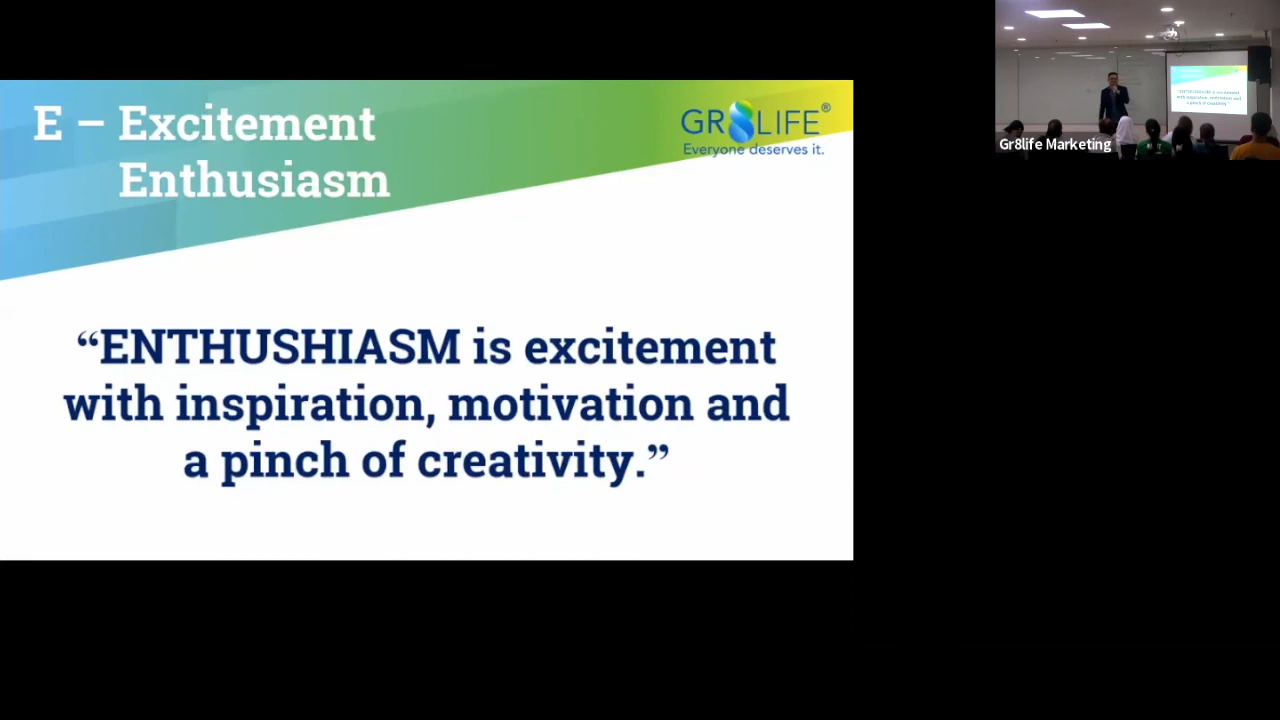 E – Excitement
Enthusiasm
GR8LIFE®
Everyone deserves it.
“ENTHUSHIASM is excitement
with inspiration, motivation and
a pinch of creativity.”
Gr8life Marketing